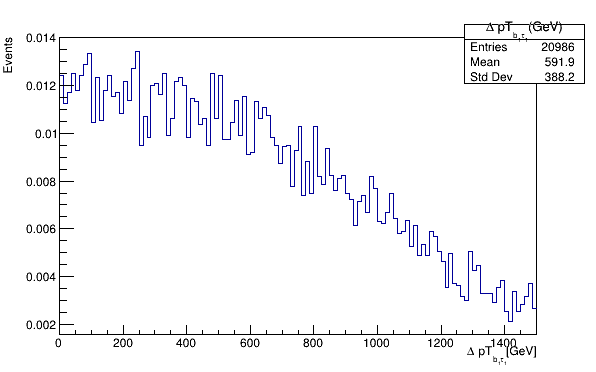 Δ pT_{b₁τ₁}(GeV)
Entries 20986
Mean 591.9
Std Dev 388.2
Events
0.014
0.012
0.01
0.008
0.006
0.004
0.002
0 200 400 600 800 1000 1200 1400
Δ pT_{b₁τ₁}[GeV]